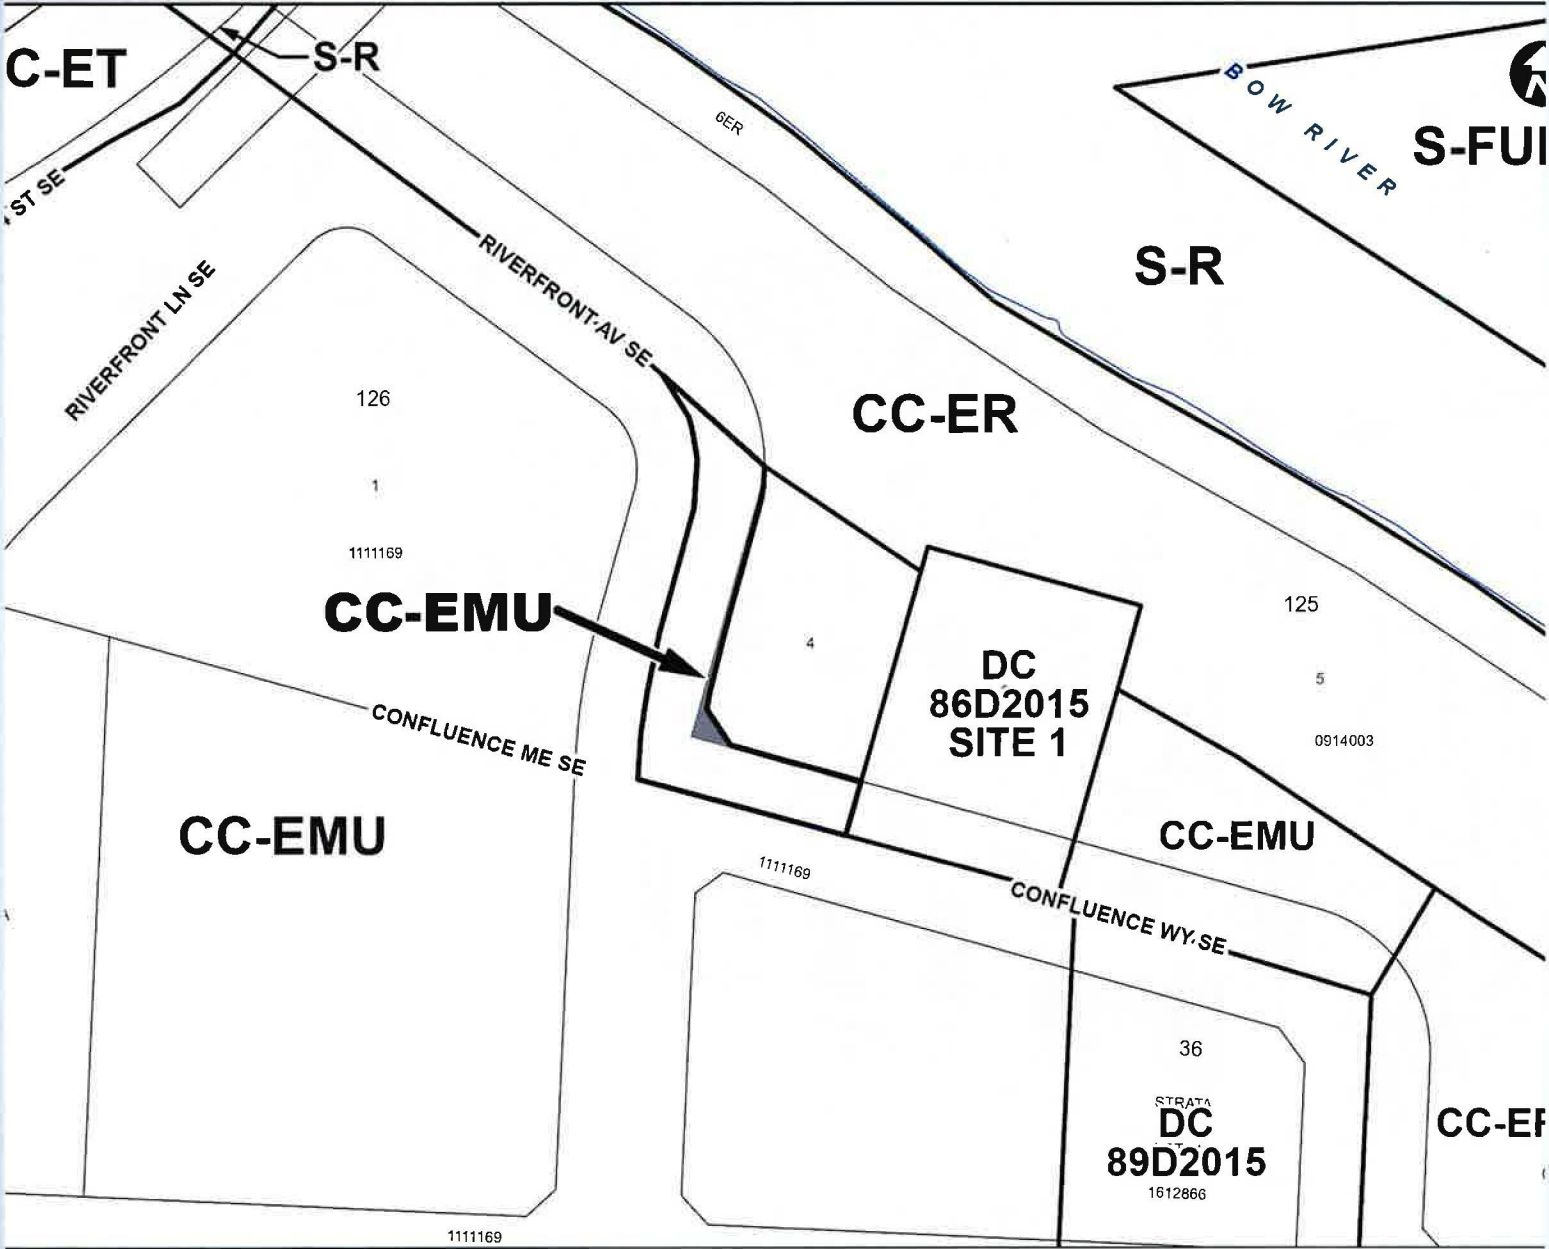 C-ET
S-R
6ER
BOW RIVER
S-FUI
ST SE
RIVERFRONT AV SE
S-R
RIVERFRONT LN SE
126
CC-ER
1
1111169
CC-EMU
125
4
DC
86D2015
SITE 1
5
0914003
CONFLUENCE ME SE
CC-EMU
CC-EMU
1111169
CONFLUENCE WY SE
36
STRATA
DC
89D2015
1612866
CC-EF
1111169